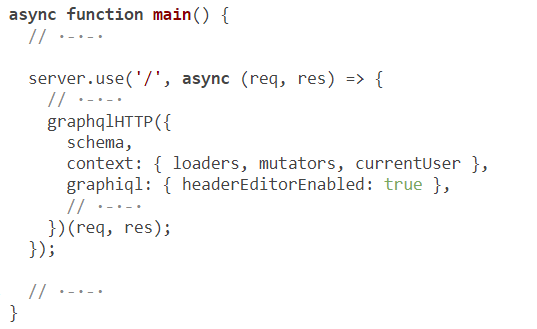 async function main() {
// ·-·-·
server.use('/', async (req, res) => {
// ·-·-·
graphqlHTTP({
schema,
context: { loaders, mutators, currentUser },
graphiql: { headerEditorEnabled: true },
// ·-·-·
})(req, res);
});
// ·-·-·
}